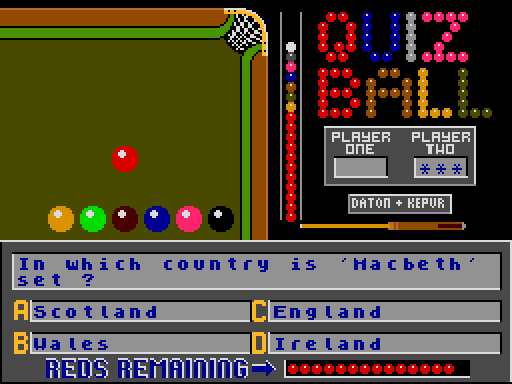 QUIZ
BALL
PLAYER ONE
PLAYER TWO
***
DATON + KEPVR
In which country is 'Macbeth'
set ?
A Scotland
C England
B Wales
D Ireland
REDS REMAINING